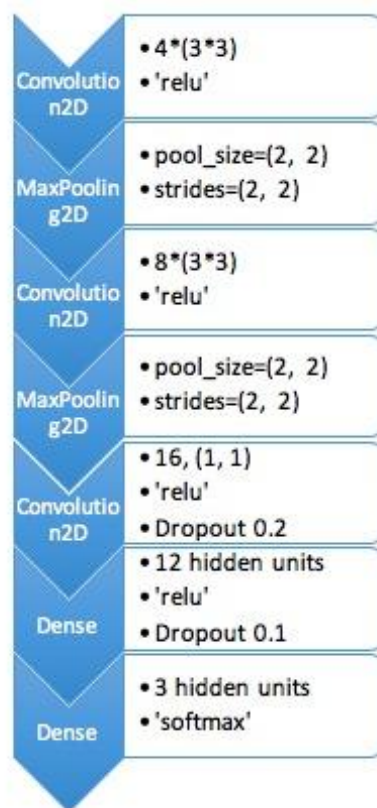 Convolutio
n2D
• 4*(3*3)
• 'relu'
MaxPoolin
g2D
• pool_size=(2, 2)
• strides=(2, 2)
Convolutio
n2D
• 8*(3*3)
• 'relu'
MaxPoolin
g2D
• pool_size=(2, 2)
• strides=(2, 2)
Convolutio
n2D
• 16, (1, 1)
• 'relu'
• Dropout 0.2
Dense
• 12 hidden units
• 'relu'
• Dropout 0.1
Dense
• 3 hidden units
• 'softmax'